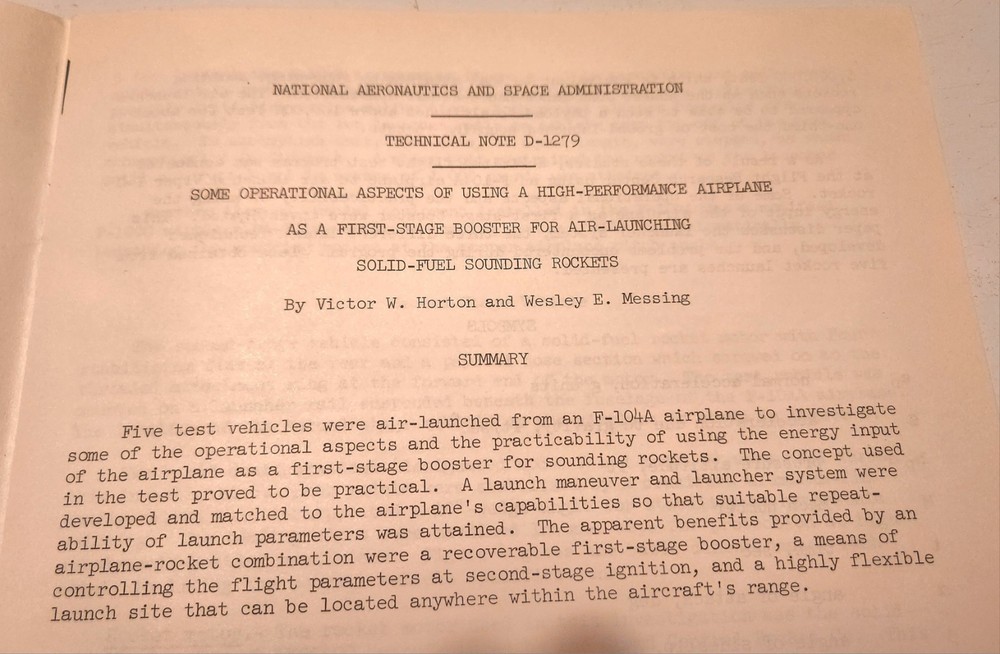 NATIONAL AERONAUTICS AND SPACE ADMINISTRATION
TECHNICAL NOTE D-1279
SOME OPERATIONAL ASPECTS OF USING A HIGH-PERFORMANCE AIRPLANE
AS A FIRST-STAGE BOOSTER FOR AIR-LAUNCHING
SOLID-FUEL SOUNDING ROCKETS
By Victor W. Horton and Wesley E. Messing
SUMMARY
Five test vehicles were air-launched from an F-104A airplane to investigate
some of the operational aspects and the practicability of using the energy input
of the airplane as a first-stage booster for sounding rockets. The concept used
in the test proved to be practical. A launch maneuver and launcher system were
developed and matched to the airplane's capabilities so that suitable repeat-
ability of launch parameters was attained. The apparent benefits provided by an
airplane-rocket combination were a recoverable first-stage booster, a means of
controlling the flight parameters at second-stage ignition, and a highly flexible
launch site that can be located anywhere within the aircraft's range.